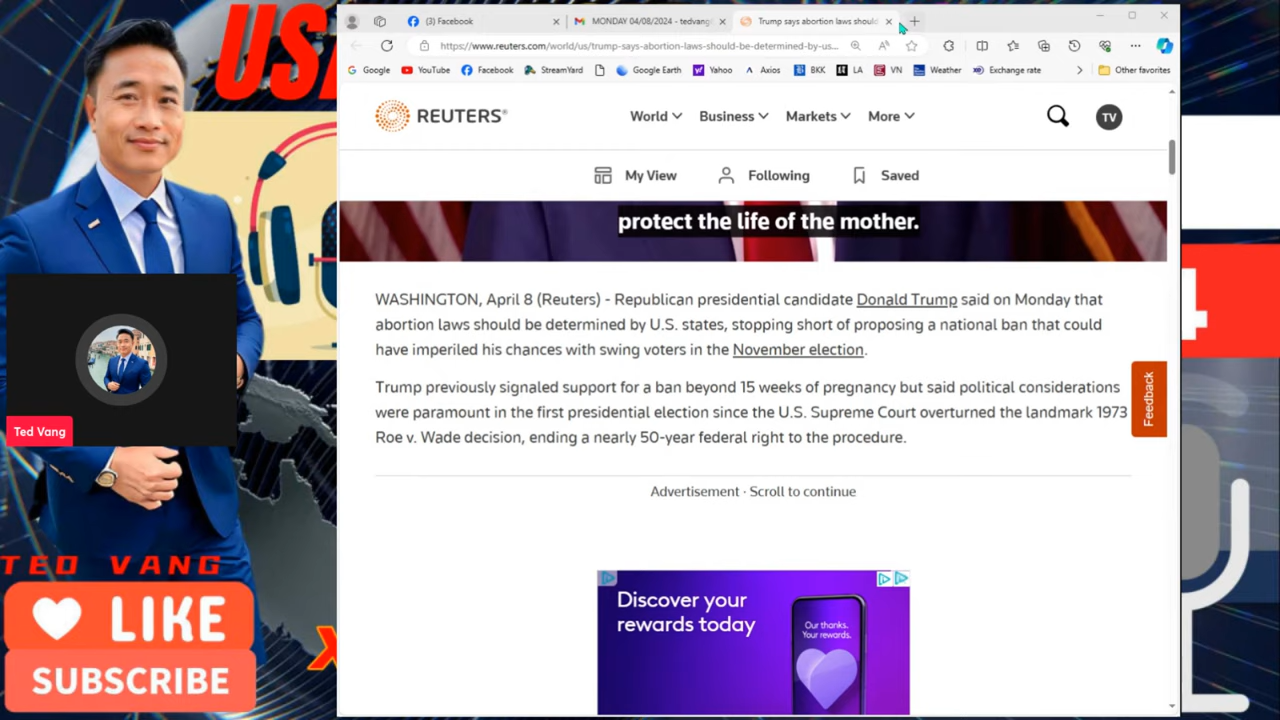 USA
(3) Facebook
MONDAY 04/08/2024 - tedvang
Trump says abortion laws should
https://www.reuters.com/world/us/trump-says-abortion-laws-should-be-determined-by-us...
Google YouTube Facebook StreamYard Google Earth Yahoo Axios BKK LA VN Weather Exchange rate Other favorites
REUTERS®
World Business Markets More
TV
My View Following Saved
protect the life of the mother.
WASHINGTON, April 8 (Reuters) - Republican presidential candidate Donald Trump said on Monday that
abortion laws should be determined by U.S. states, stopping short of proposing a national ban that could
have imperiled his chances with swing voters in the November election.
Trump previously signaled support for a ban beyond 15 weeks of pregnancy but said political considerations
were paramount in the first presidential election since the U.S. Supreme Court overturned the landmark 1973
Roe v. Wade decision, ending a nearly 50-year federal right to the procedure.
Feedback
Advertisement · Scroll to continue
Discover your
rewards today
Our thanks.
Your rewards.
Ted Vang
TED VANG
LIKE
SUBSCRIBE